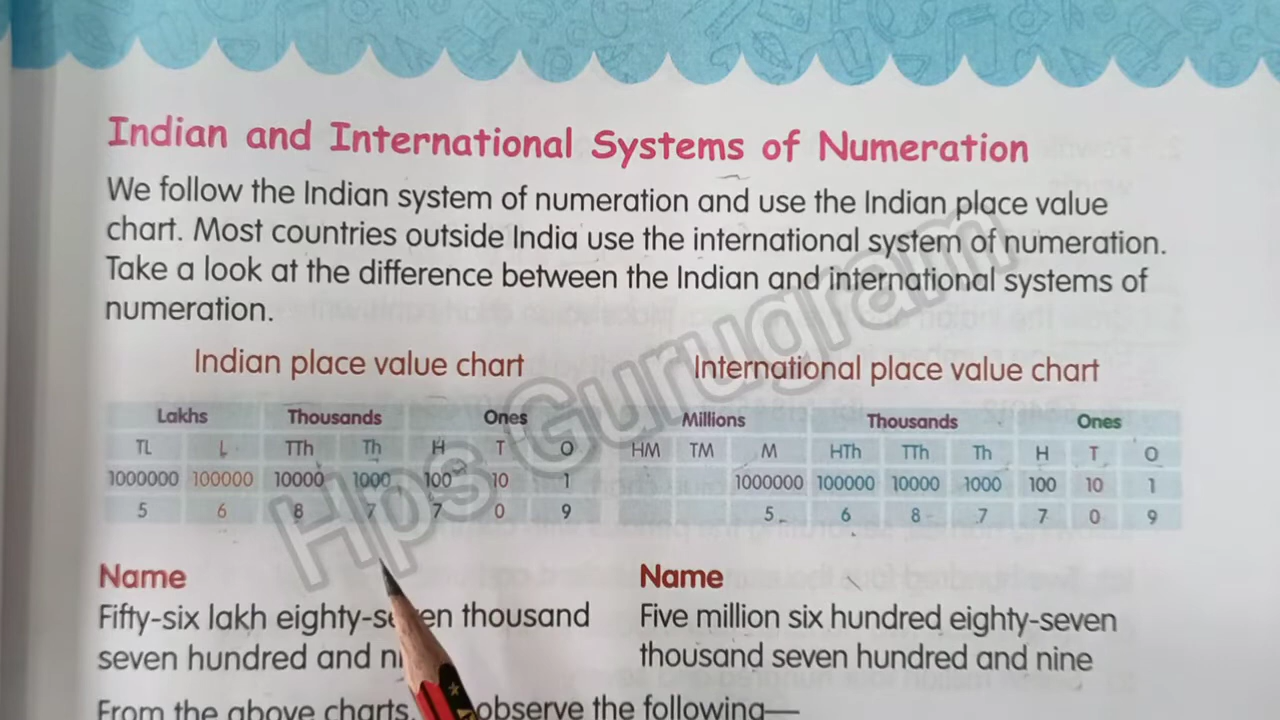 Indian and International Systems of Numeration
We follow the Indian system of numeration and use the Indian place value
chart. Most countries outside India use the international system of numeration.
Take a look at the difference between the Indian and international systems of
numeration.
Indian place value chart
Lakhs Thousands Ones
TL L TTh Th H T O
1000000 100000 10000 1000 100 10 1
5 6 8 7 7 0 9
International place value chart
Millions Thousands Ones
HM TM M HTh TTh Th H T O
1000000 100000 10000 1000 100 10 1
5 6 8 7 7 0 9
Name
Fifty-six lakh eighty-seven thousand
seven hundred and
Name
Five million six hundred eighty-seven
thousand seven hundred and nine
From the above charts, observe the following—
Hps Gurugram